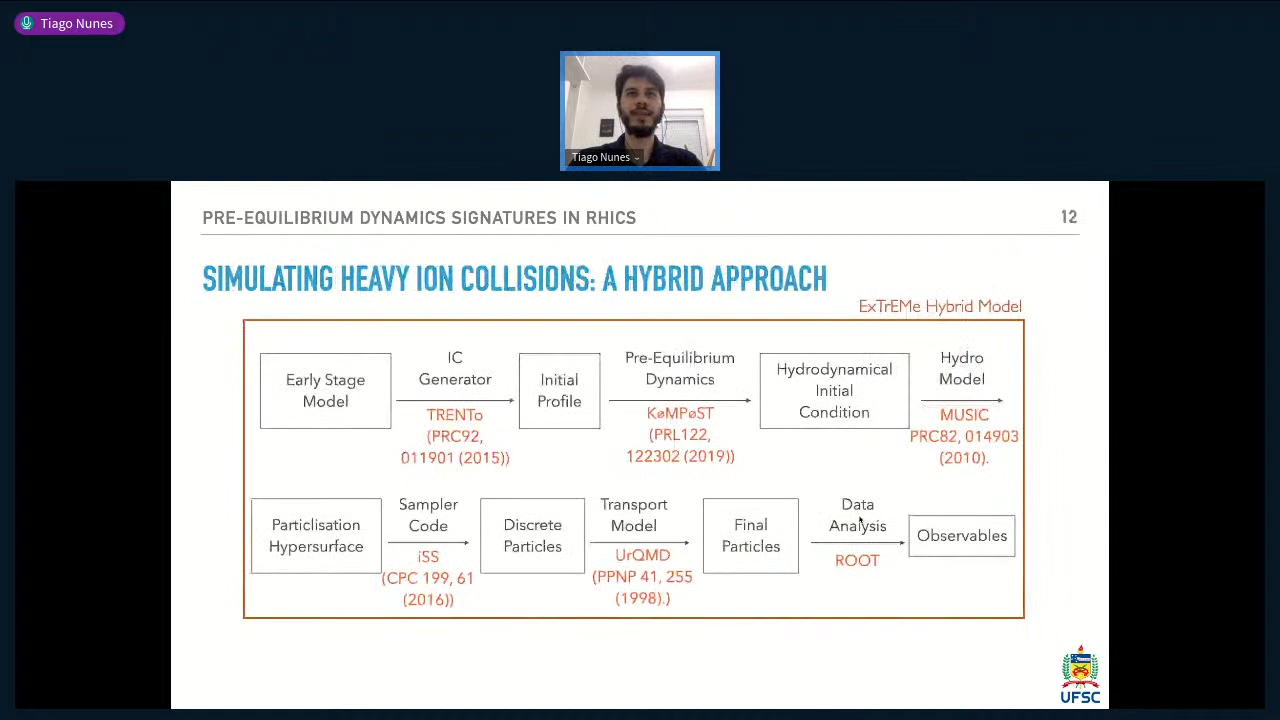 Tiago Nunes
Tiago Nunes
PRE-EQUILIBRIUM DYNAMICS SIGNATURES IN RHICS
12
SIMULATING HEAVY ION COLLISIONS: A HYBRID APPROACH
ExTrEMe Hybrid Model
Early Stage
Model
IC
Generator
TRENTo
(PRC92,
011901 (2015))
Initial
Profile
Pre-Equilibrium
Dynamics
KøMPøST
(PRL122,
122302 (2019))
Hydrodynamical
Initial
Condition
Hydro
Model
MUSIC
PRC82, 014903
(2010).
Particlisation
Hypersurface
Sampler
Code
iSS
(CPC 199, 61
(2016))
Discrete
Particles
Transport
Model
UrQMD
(PPNP 41, 255
(1998).)
Final
Particles
Data
Analysis
ROOT
Observables
UFSC